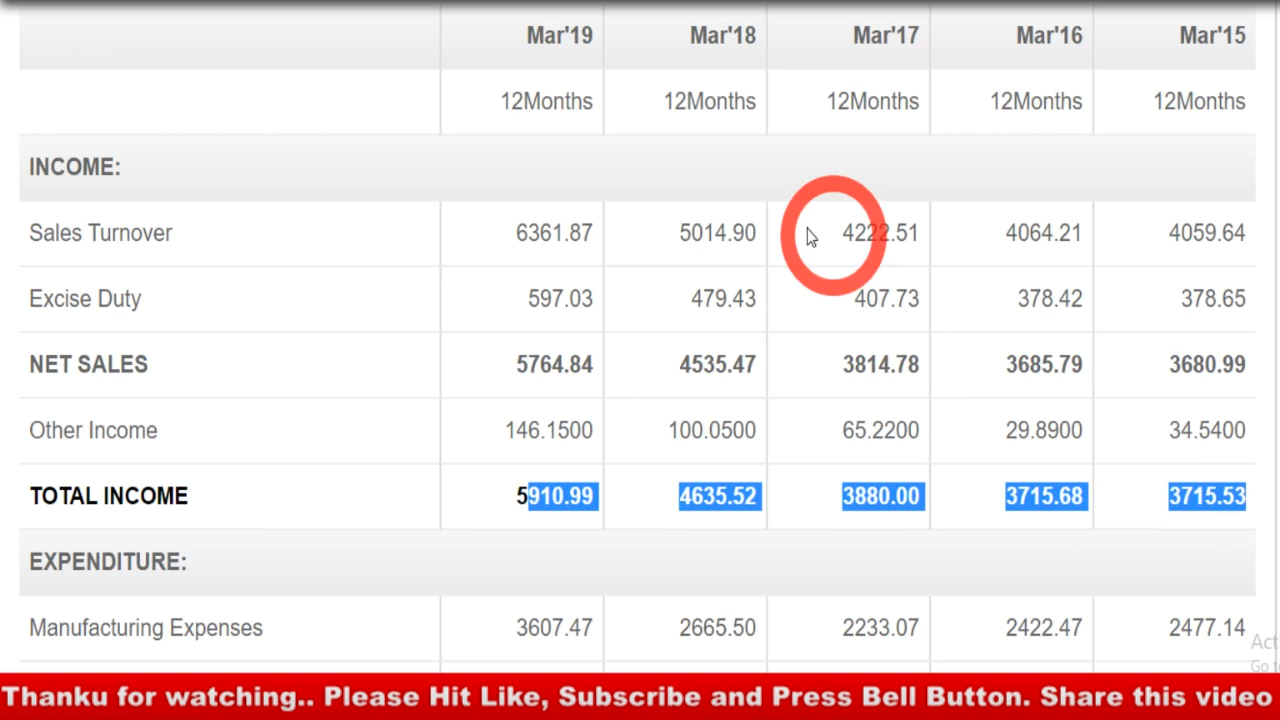 Mar'19 Mar'18 Mar'17 Mar'16 Mar'15
12Months 12Months 12Months 12Months 12Months
INCOME:
Sales Turnover 6361.87 5014.90 4222.51 4064.21 4059.64
Excise Duty 597.03 479.43 407.73 378.42 378.65
NET SALES 5764.84 4535.47 3814.78 3685.79 3680.99
Other Income 146.1500 100.0500 65.2200 29.8900 34.5400
TOTAL INCOME 5910.99 4635.52 3880.00 3715.68 3715.53
EXPENDITURE:
Manufacturing Expenses 3607.47 2665.50 2233.07 2422.47 2477.14
Act
Go t
Thanku for watching.. Please Hit Like, Subscribe and Press Bell Button. Share this video